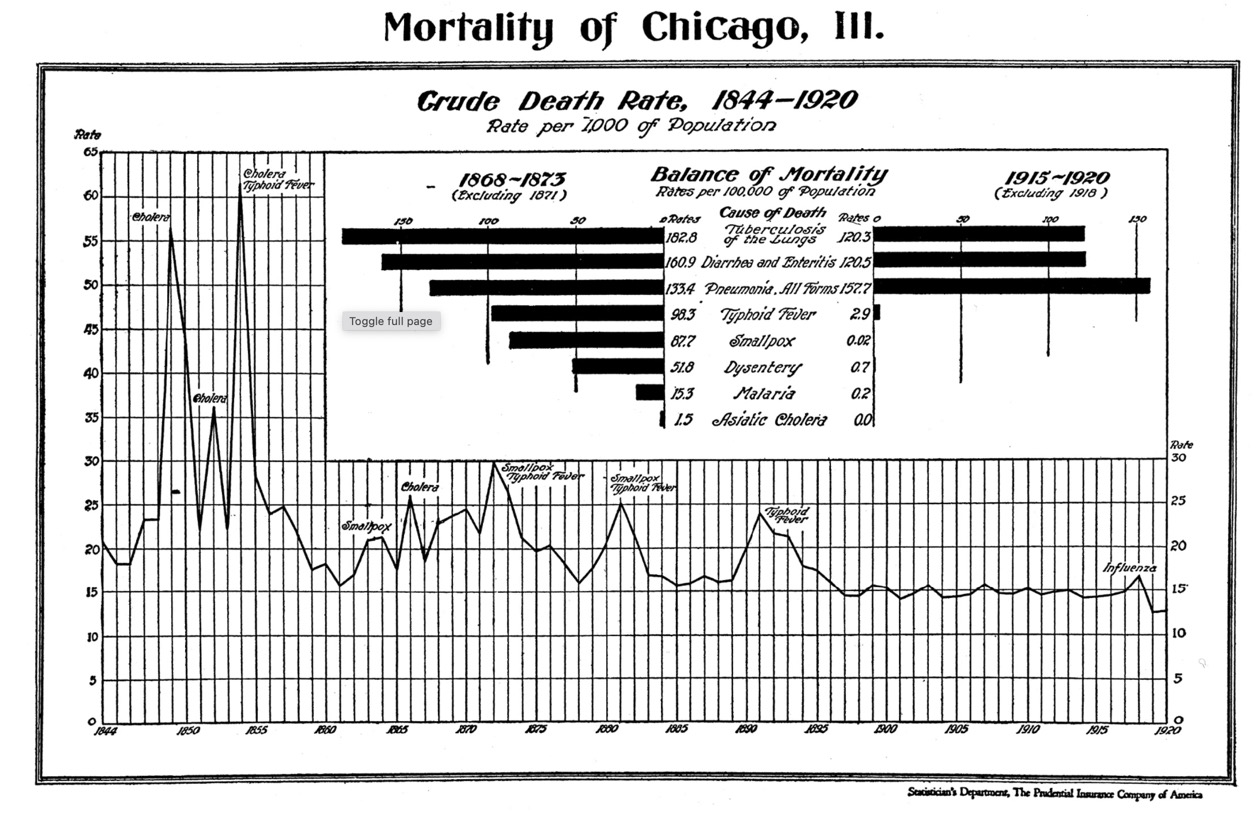 Mortality of Chicago, Ill.
Crude Death Rate, 1844–1920
Rate per 1,000 of Population
Rate
65
60
55
50
45
40
35
30
25
20
15
10
5
0
Cholera
Cholera
Typhoid Fever
Cholera
Smallpox
Cholera
Smallpox
Typhoid Fever
Smallpox
Typhoid Fever
Typhoid
Fever
Influenza
1868~1873
(Excluding 1871)
Balance of Mortality
Rates per 100,000 of Population
1915~1920
(Excluding 1918)
150 100 50 0 Rates Cause of Death Rates 0 50 100 150
182.8 Tuberculosis of the Lungs 120.3
160.9 Diarrhea and Enteritis 120.5
133.4 Pneumonia, All Forms 157.7
98.3 Typhoid Fever 2.9
87.7 Smallpox 0.02
51.8 Dysentery 0.7
15.3 Malaria 0.2
1.5 Asiatic Cholera 0.0
Toggle full page
Rate
30
25
20
15
10
5
0
1844 1850 1855 1860 1865 1870 1875 1880 1885 1890 1895 1900 1905 1910 1915 1920
Statistician's Department, The Prudential Insurance Company of America